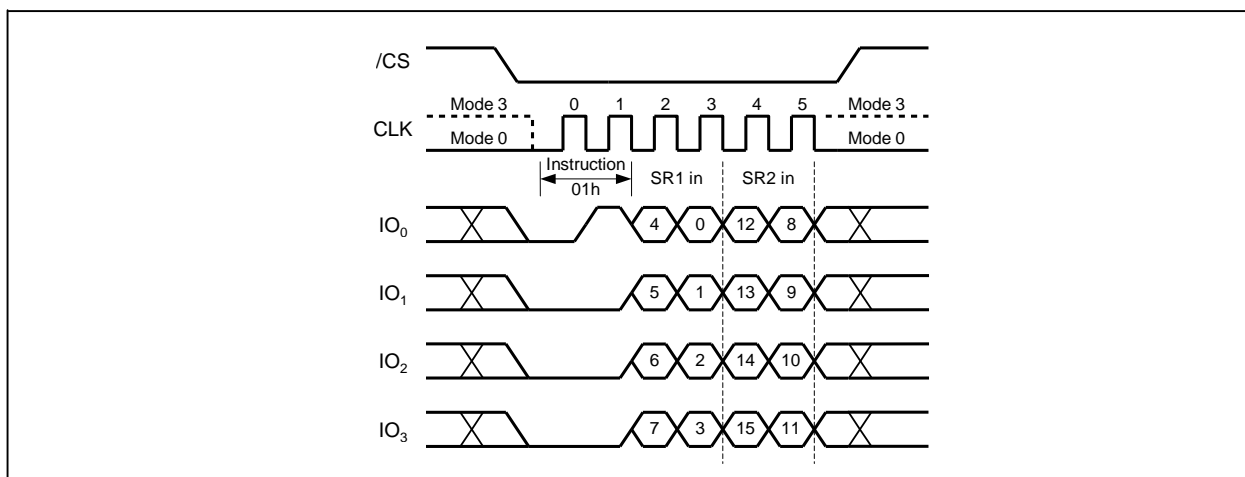 /CS
Mode 3 0 1 2 3 4 5 Mode 3
CLK
Mode 0 Mode 0
Instruction SR1 in SR2 in
01h
IO0 4 0 12 8
IO1 5 1 13 9
IO2 6 2 14 10
IO3 7 3 15 11